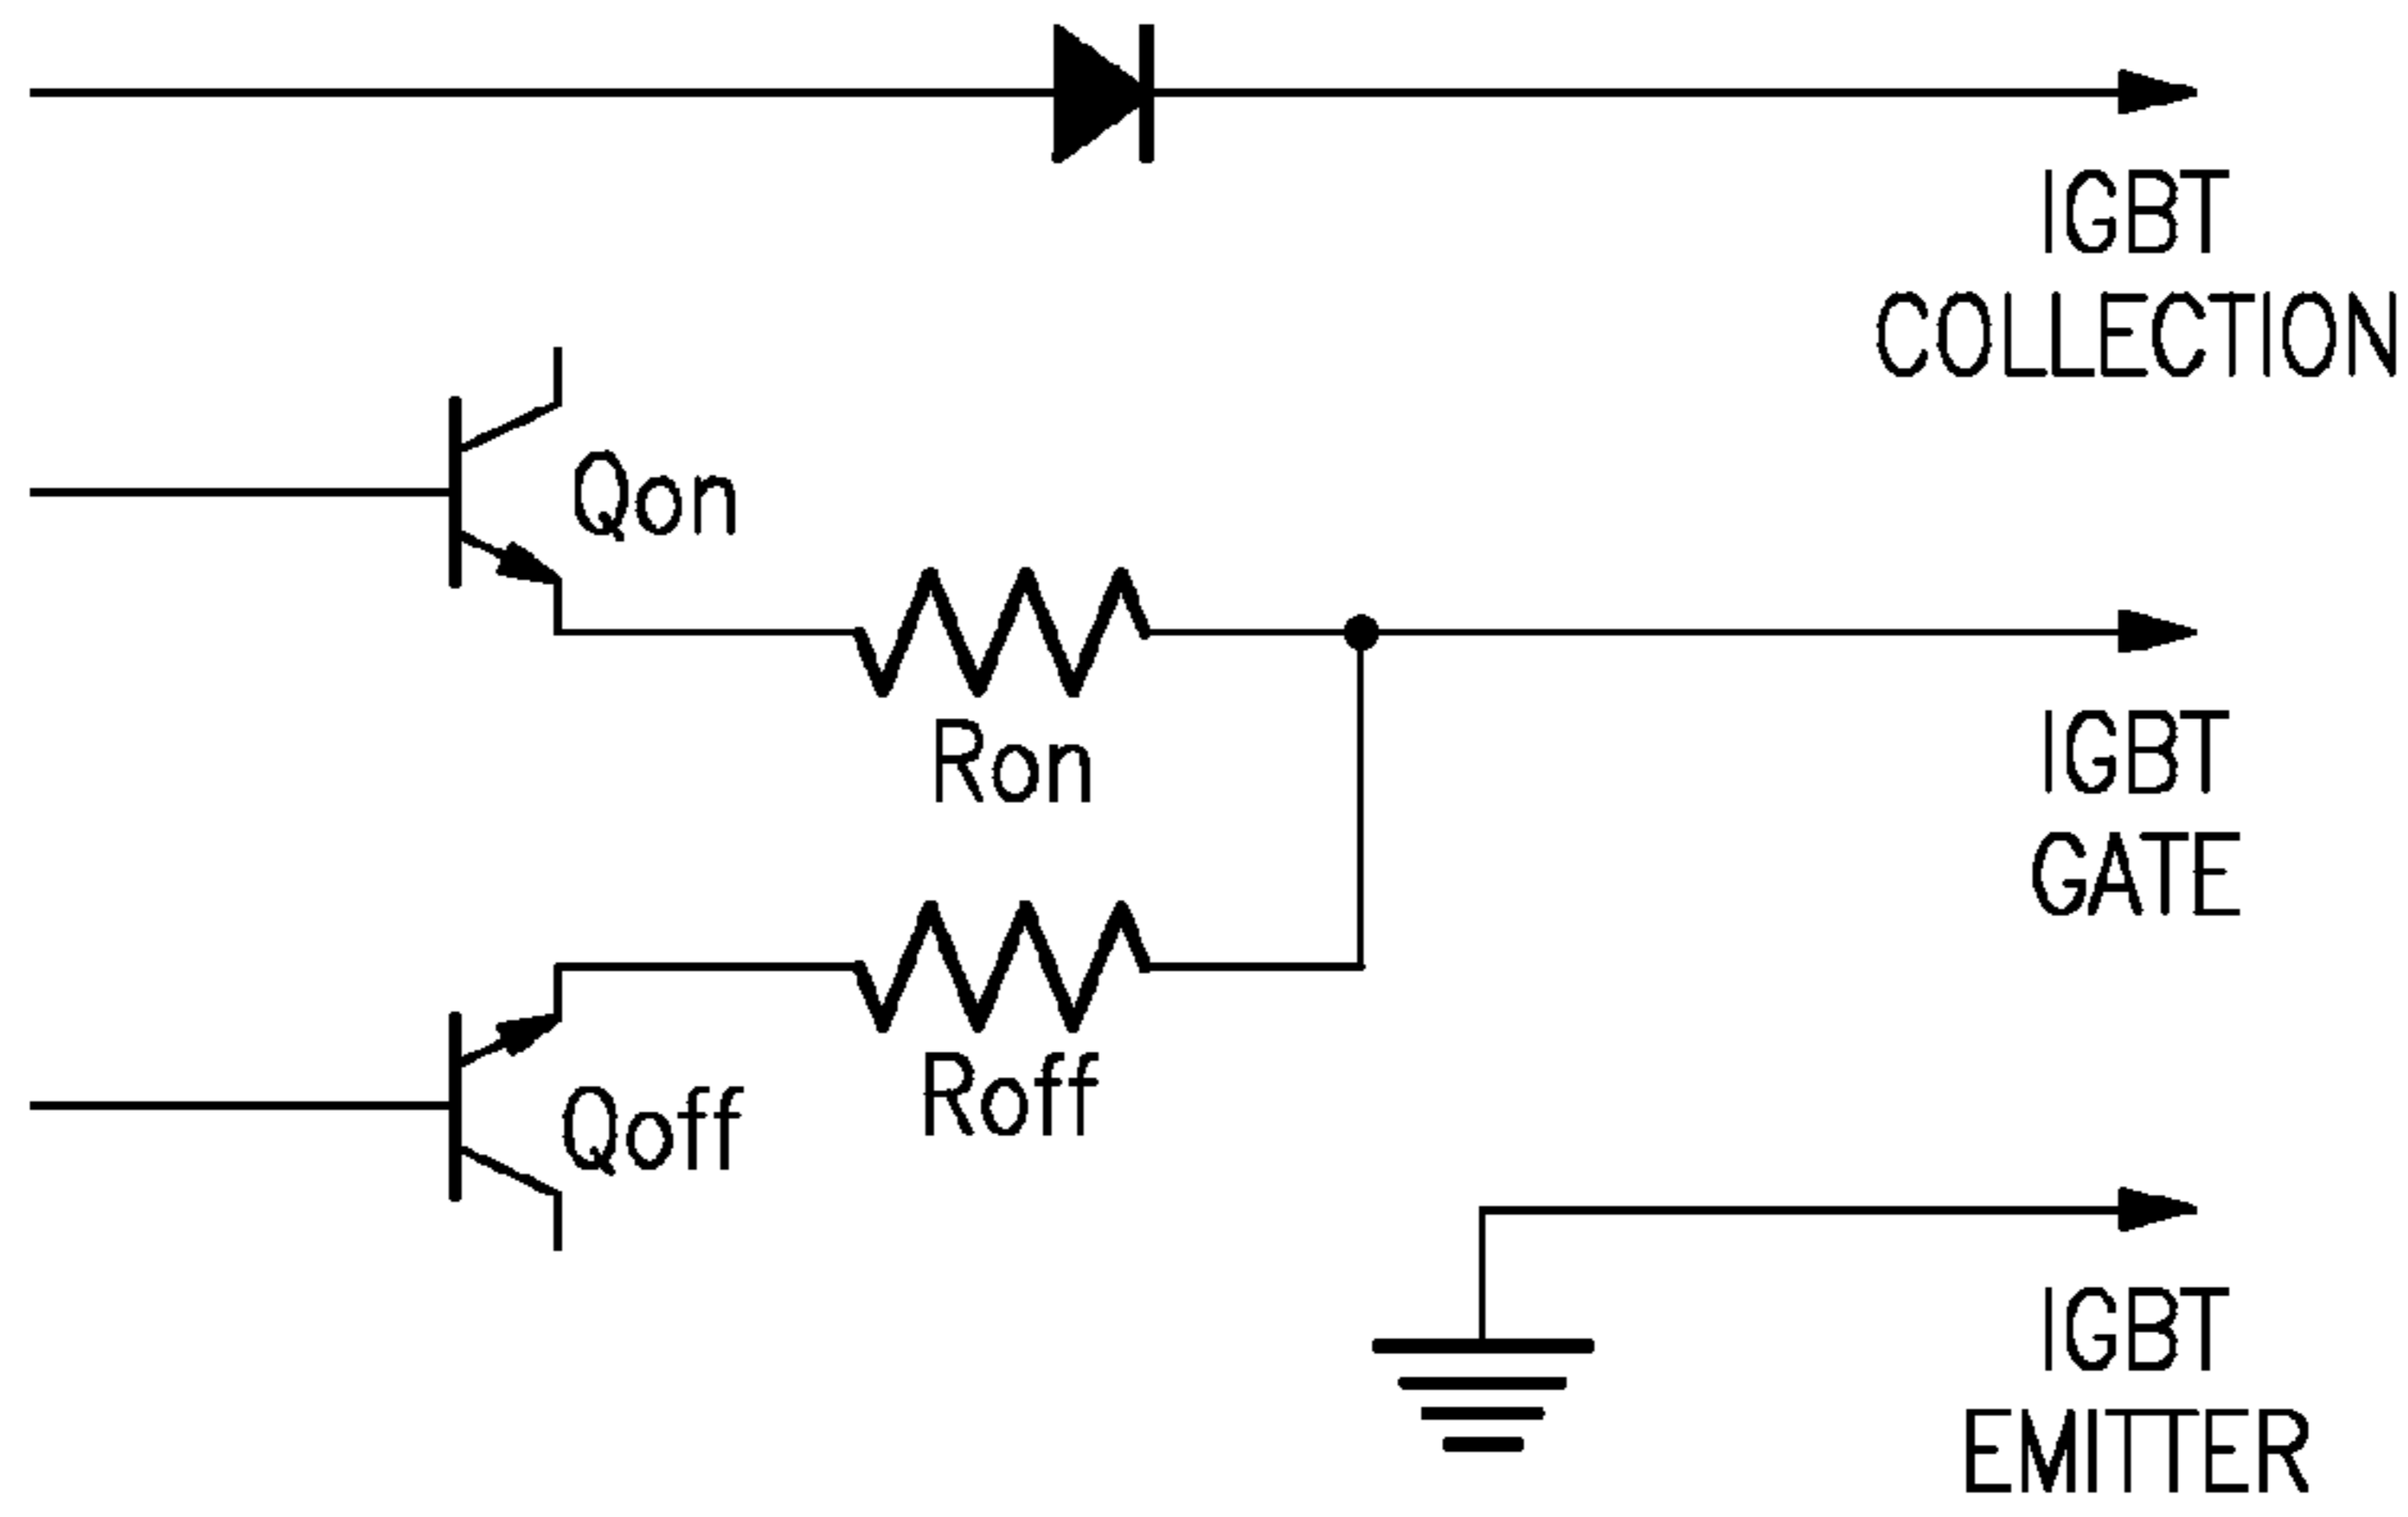 IGBT
COLLECTION
Qon
Ron
IGBT
GATE
Roff
Qoff
IGBT
EMITTER